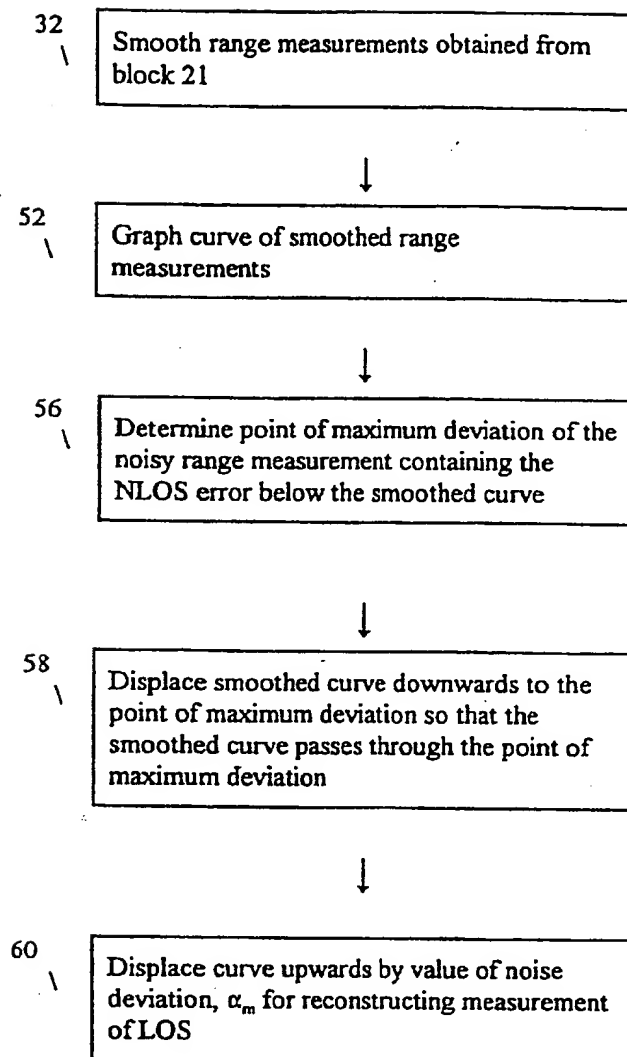 32
Smooth range measurements obtained from
block 21
52
Graph curve of smoothed range
measurements
56
Determine point of maximum deviation of the
noisy range measurement containing the
NLOS error below the smoothed curve
58
Displace smoothed curve downwards to the
point of maximum deviation so that the
smoothed curve passes through the point of
maximum deviation
60
Displace curve upwards by value of noise
deviation, αm for reconstructing measurement
of LOS